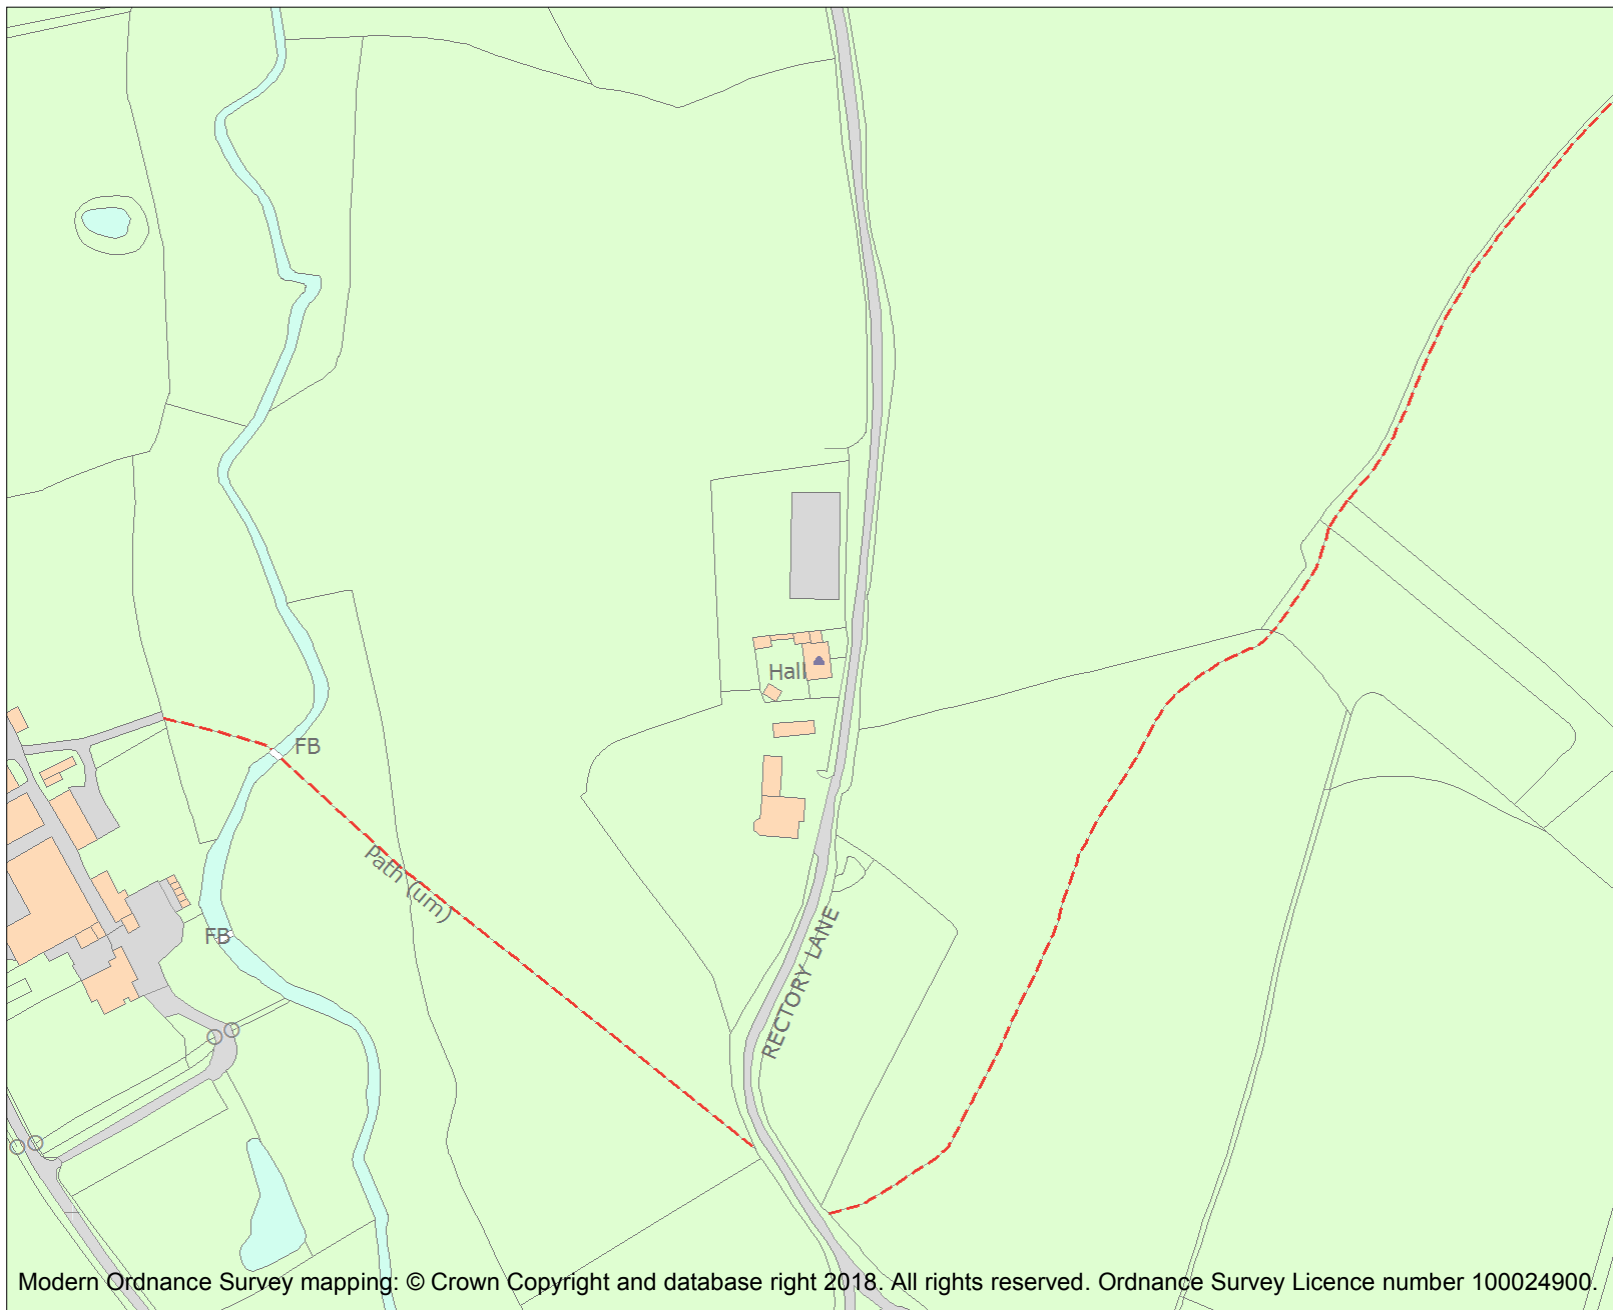 Hall
FB
Path (um)
FB
RECTORY LANE
Modern Ordnance Survey mapping: © Crown Copyright and database right 2018. All rights reserved. Ordnance Survey Licence number 100024900.